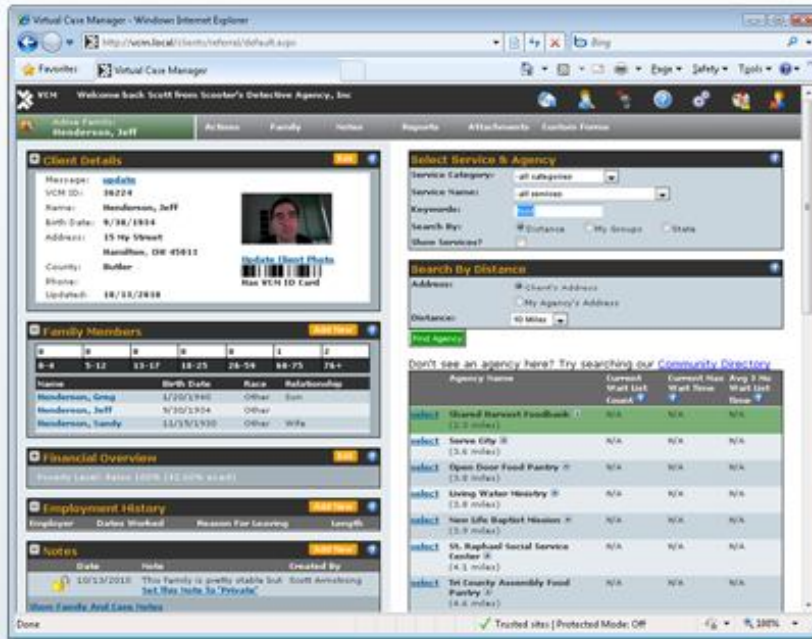 Virtual Case Manager - Windows Internet Explorer
http://vcm.local/clients/referral/default.aspx
Bing
Favorites Virtual Case Manager
Page Safety Tools
VCM Welcome back Scott from Scooter's Detective Agency, Inc
Active Family:
Henderson, Jeff
Actions Family Notes Reports Attachments Custom Forms
Client Details Edit
Message: update
VCM ID: 36224
Name: Henderson, Jeff
Birth Date: 9/30/1934
Address: 15 My Street
Hamilton, OH 45013
County: Butler
Phone:
Updated: 10/13/2010
Update Client Photo
Has VCM ID Card
Family Members Add New
0 0 0 0 0 1 2
0-4 5-12 13-17 18-25 26-59 60-75 76+
Name Birth Date Race Relationship
Henderson, Greg 1/20/1940 Other Son
Henderson, Jeff 9/30/1934 Other
Henderson, Sandy 11/15/1930 Other Wife
Financial Overview Edit
Employment History Add New
Employer Dates Worked Reason For Leaving Length
Notes Add New
Date Note Created By
10/13/2010 This family is pretty stable but Scott Armstrong
Set This Note To "Private"
Show Family And Case Notes
Select Service & Agency
Service Category: -all categories
Service Name: -all services
Keywords:
Search By: Distance My Groups State
Show Services?
Search By Distance
Address: Client's Address
My Agency's Address
Distance: 10 Miles
Find Agency
Don't see an agency here? Try searching our Community Directory
Agency Name Current Wait List Count Current Max Wait Time Avg 3 Mo Wait List Time
select Shared Harvest Foodbank N/A N/A N/A
select Serve City N/A N/A N/A
(3.6 miles)
select Open Door Food Pantry N/A N/A N/A
(3.8 miles)
select Living Water Ministry N/A N/A N/A
(3.8 miles)
select New Life Baptist Mission N/A N/A N/A
(3.9 miles)
select St. Raphael Social Service Center N/A N/A N/A
(4.1 miles)
select Tri County Assembly Food Pantry N/A N/A N/A
(4.6 miles)
Done Trusted sites | Protected Mode: Off 100%